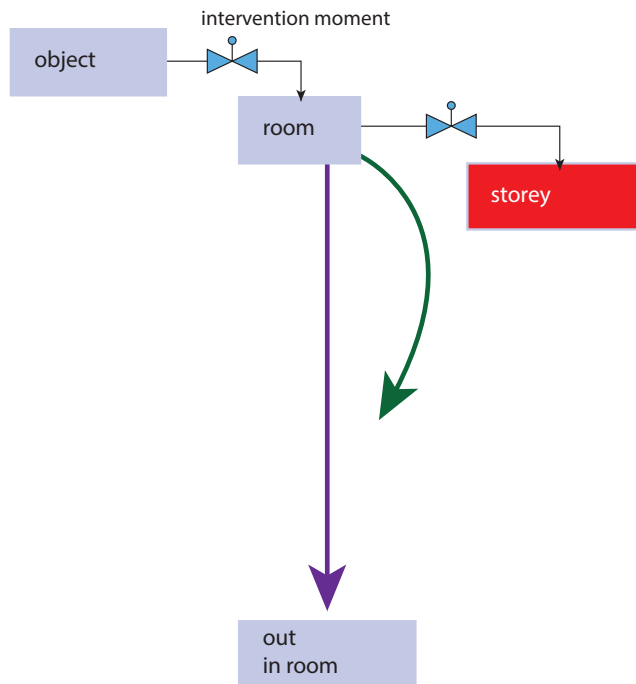 intervention moment
object
room
storey
out
in room